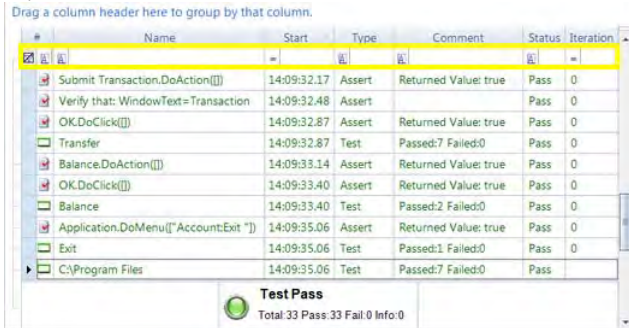 Drag a column header here to group by that column.
# Name Start Type Comment Status Iteration
A A = A A A =
Submit Transaction.DoAction([]) 14:09:32.17 Assert Returned Value: true Pass 0
Verify that: WindowText=Transaction 14:09:32.48 Assert Pass 0
OK.DoClick([]) 14:09:32.87 Assert Returned Value: true Pass 0
Transfer 14:09:32.87 Test Passed:7 Failed:0 Pass 0
Balance.DoAction([]) 14:09:33.14 Assert Returned Value: true Pass 0
OK.DoClick([]) 14:09:33.40 Assert Returned Value: true Pass 0
Balance 14:09:33.40 Test Passed:2 Failed:0 Pass 0
Application.DoMenu(["Account:Exit "]) 14:09:35.06 Assert Returned Value: true Pass 0
Exit 14:09:35.06 Test Passed:1 Failed:0 Pass 0
C:\Program Files 14:09:35.06 Test Passed:7 Failed:0 Pass
Test Pass
Total:33 Pass:33 Fail:0 Info:0